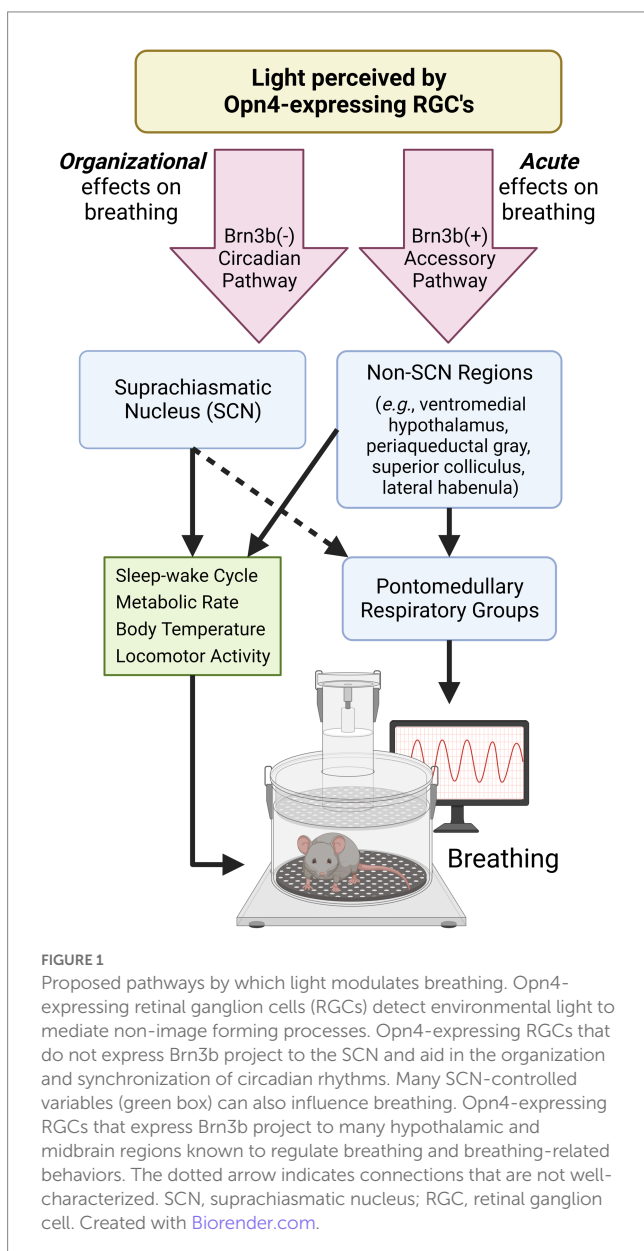 Light perceived by
Opn4-expressing RGC's
Organizational
effects on
breathing
Acute
effects on
breathing
Brn3b(-)
Circadian
Pathway
Brn3b(+)
Accessory
Pathway
Suprachiasmatic
Nucleus (SCN)
Non-SCN Regions
(e.g., ventromedial
hypothalamus,
periaqueductal gray,
superior colliculus,
lateral habenula)
Sleep-wake Cycle
Metabolic Rate
Body Temperature
Locomotor Activity
Pontomedullary
Respiratory Groups
Breathing
FIGURE 1
Proposed pathways by which light modulates breathing. Opn4-
expressing retinal ganglion cells (RGCs) detect environmental light to
mediate non-image forming processes. Opn4-expressing RGCs that
do not express Brn3b project to the SCN and aid in the organization
and synchronization of circadian rhythms. Many SCN-controlled
variables (green box) can also influence breathing. Opn4-expressing
RGCs that express Brn3b project to many hypothalamic and
midbrain regions known to regulate breathing and breathing-related
behaviors. The dotted arrow indicates connections that are not well-
characterized. SCN, suprachiasmatic nucleus; RGC, retinal ganglion
cell. Created with Biorender.com.